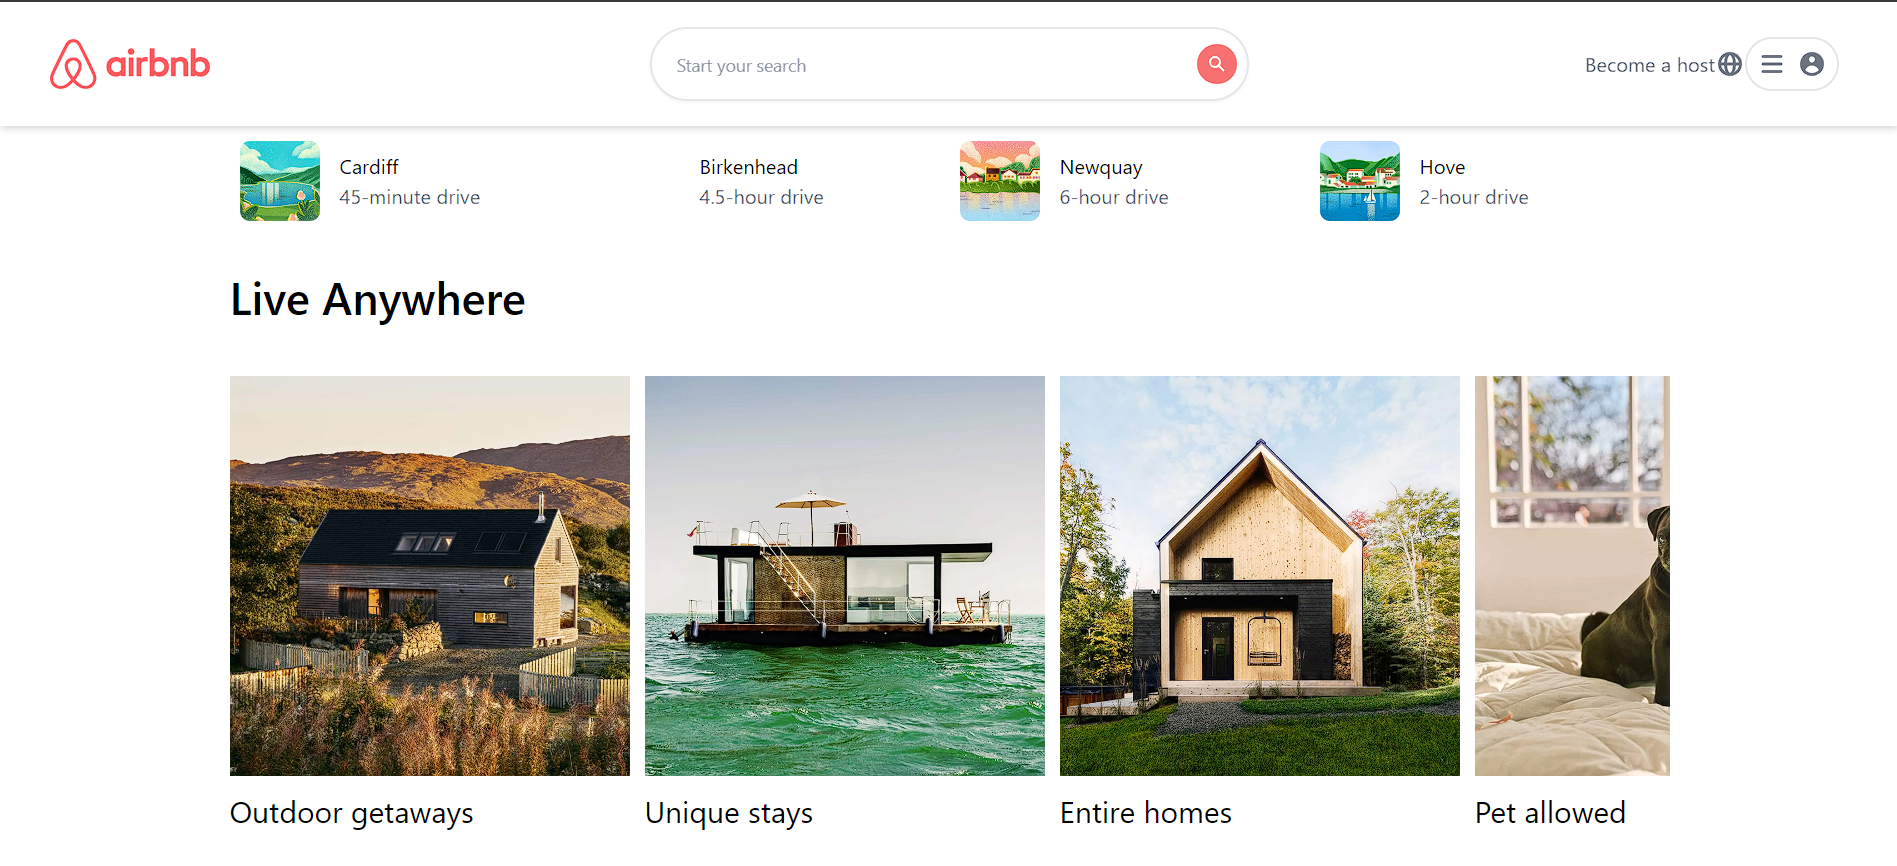 airbnb
Start your search
Become a host
Cardiff
45-minute drive
Birkenhead
4.5-hour drive
Newquay
6-hour drive
Hove
2-hour drive
Live Anywhere
Outdoor getaways
Unique stays
Entire homes
Pet allowed